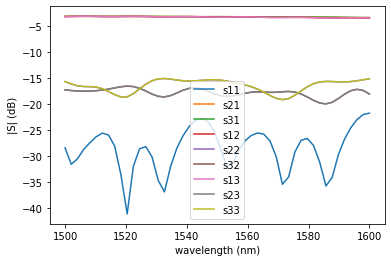 −5
−10
−15
−20
−25
−30
−35
−40
|S| (dB)
s11
s21
s31
s12
s22
s32
s13
s23
s33
1500
1520
1540
1560
1580
1600
wavelength (nm)